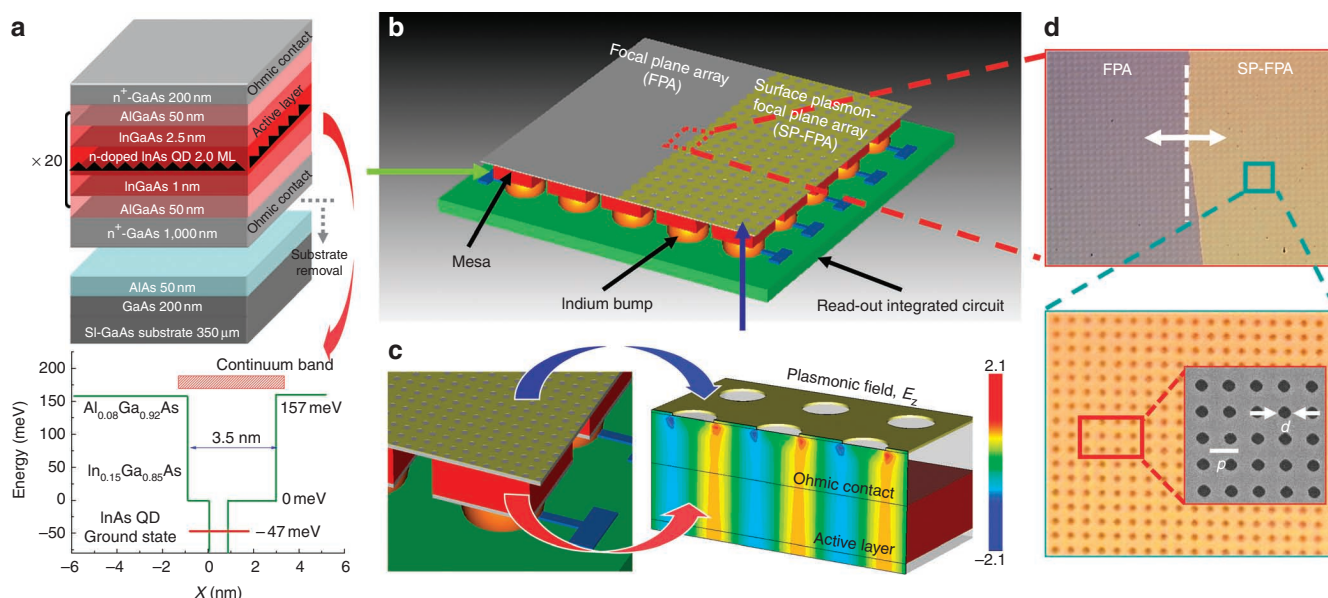 a
Ohmic contact
n⁺-GaAs 200 nm
AlGaAs 50 nm
Active layer
InGaAs 2.5 nm
× 20
n-doped InAs QD 2.0 ML
InGaAs 1 nm
AlGaAs 50 nm
Ohmic contact
n⁺-GaAs 1,000 nm
Substrate
removal
AlAs 50 nm
GaAs 200 nm
SI-GaAs substrate 350 μm
Continuum band
200
150
100
50
0
−50
Energy (meV)
Al₀.₀₈Ga₀.₉₂As
157 meV
3.5 nm
In₀.₁₅Ga₀.₈₅As
0 meV
InAs QD
Ground state
−47 meV
−6
−4
−2
0
2
4
6
X (nm)
b
Focal plane array
(FPA)
Surface plasmon-
focal plane array
(SP-FPA)
Mesa
Indium bump
Read-out integrated circuit
c
Plasmonic field, E_z
Ohmic contact
Active layer
2.1
−2.1
d
FPA
SP-FPA
d
p